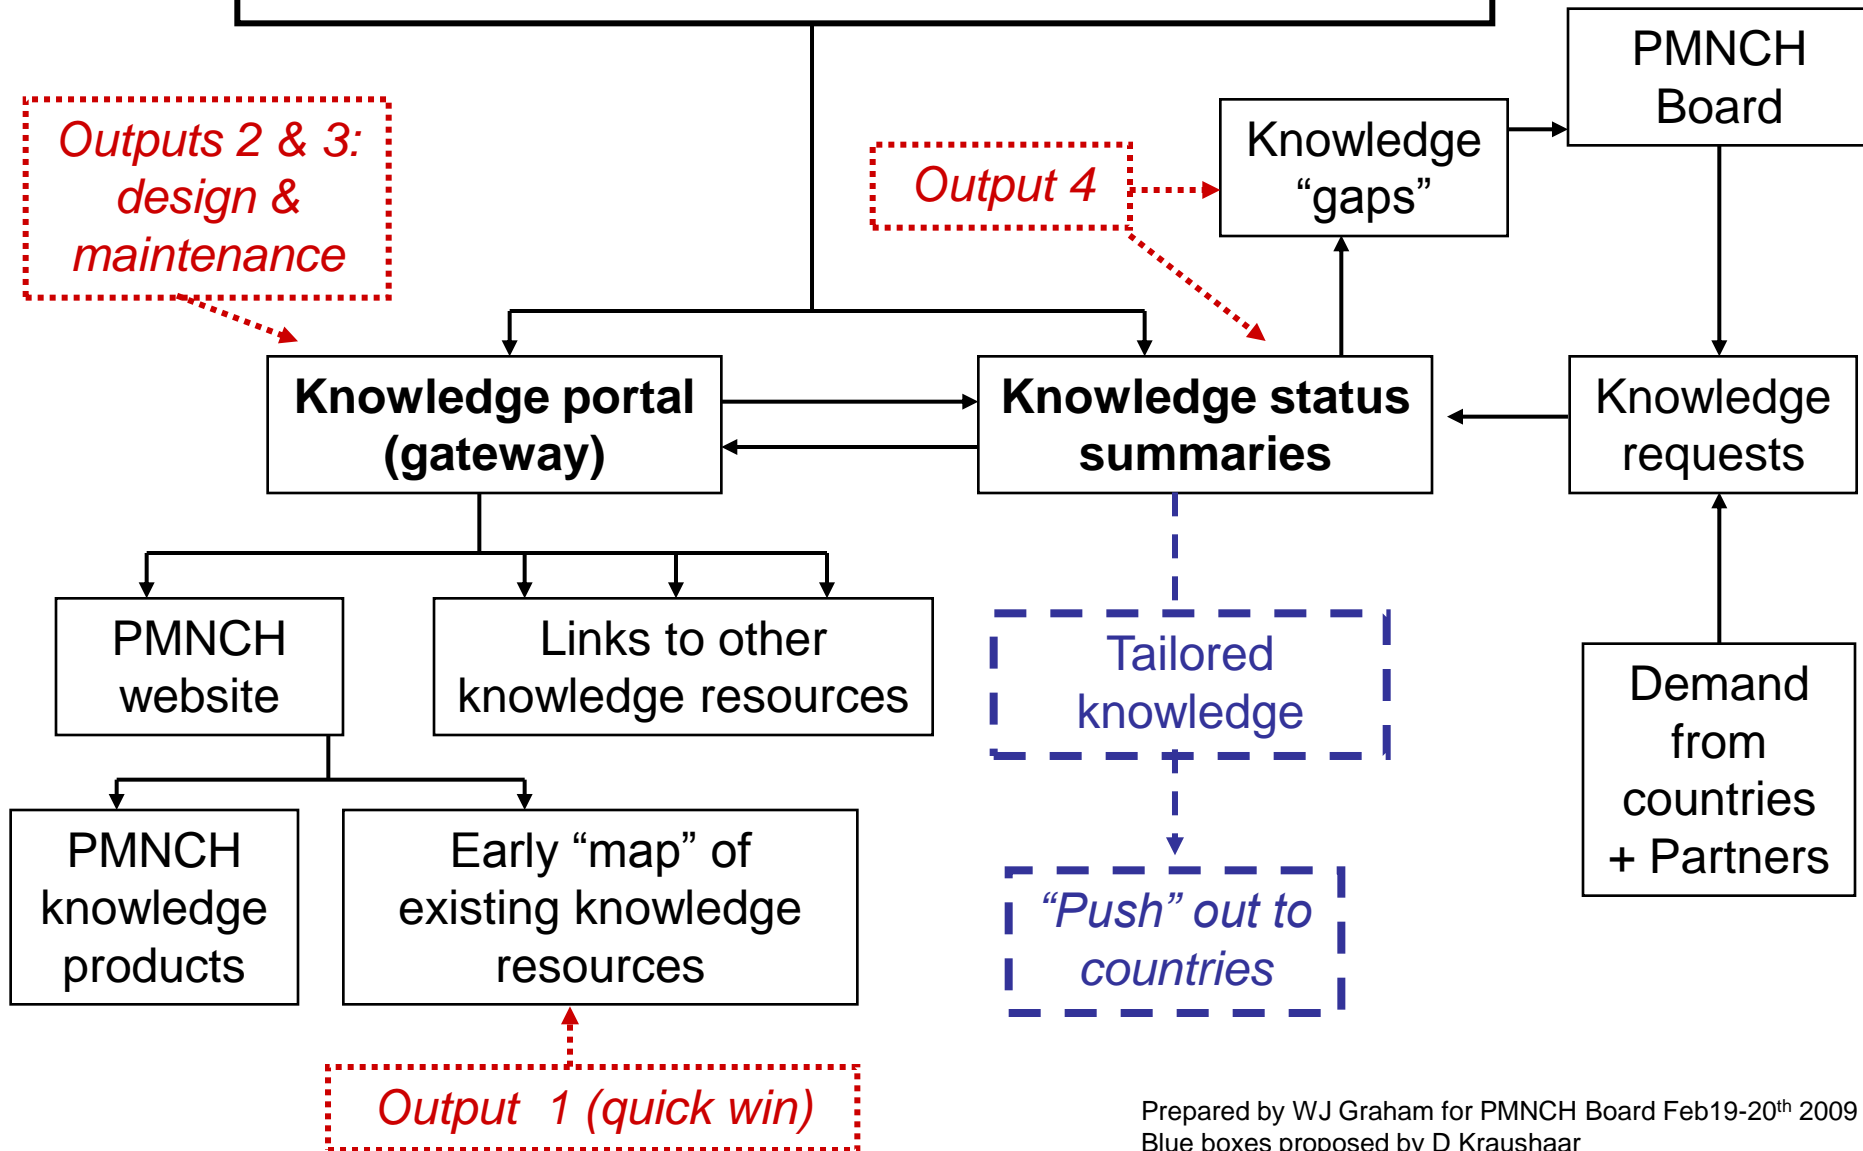 PMNCH
Board
Outputs 2 & 3:
design &
maintenance
Output 4
Knowledge
“gaps”
Knowledge portal
(gateway)
Knowledge status
summaries
Knowledge
requests
PMNCH
website
Links to other
knowledge resources
Tailored
knowledge
Demand
from
countries
+ Partners
PMNCH
knowledge
products
Early “map” of
existing knowledge
resources
“Push” out to
countries
Output 1 (quick win)
Prepared by WJ Graham for PMNCH Board Feb19-20th 2009
Blue boxes proposed by D Kraushaar